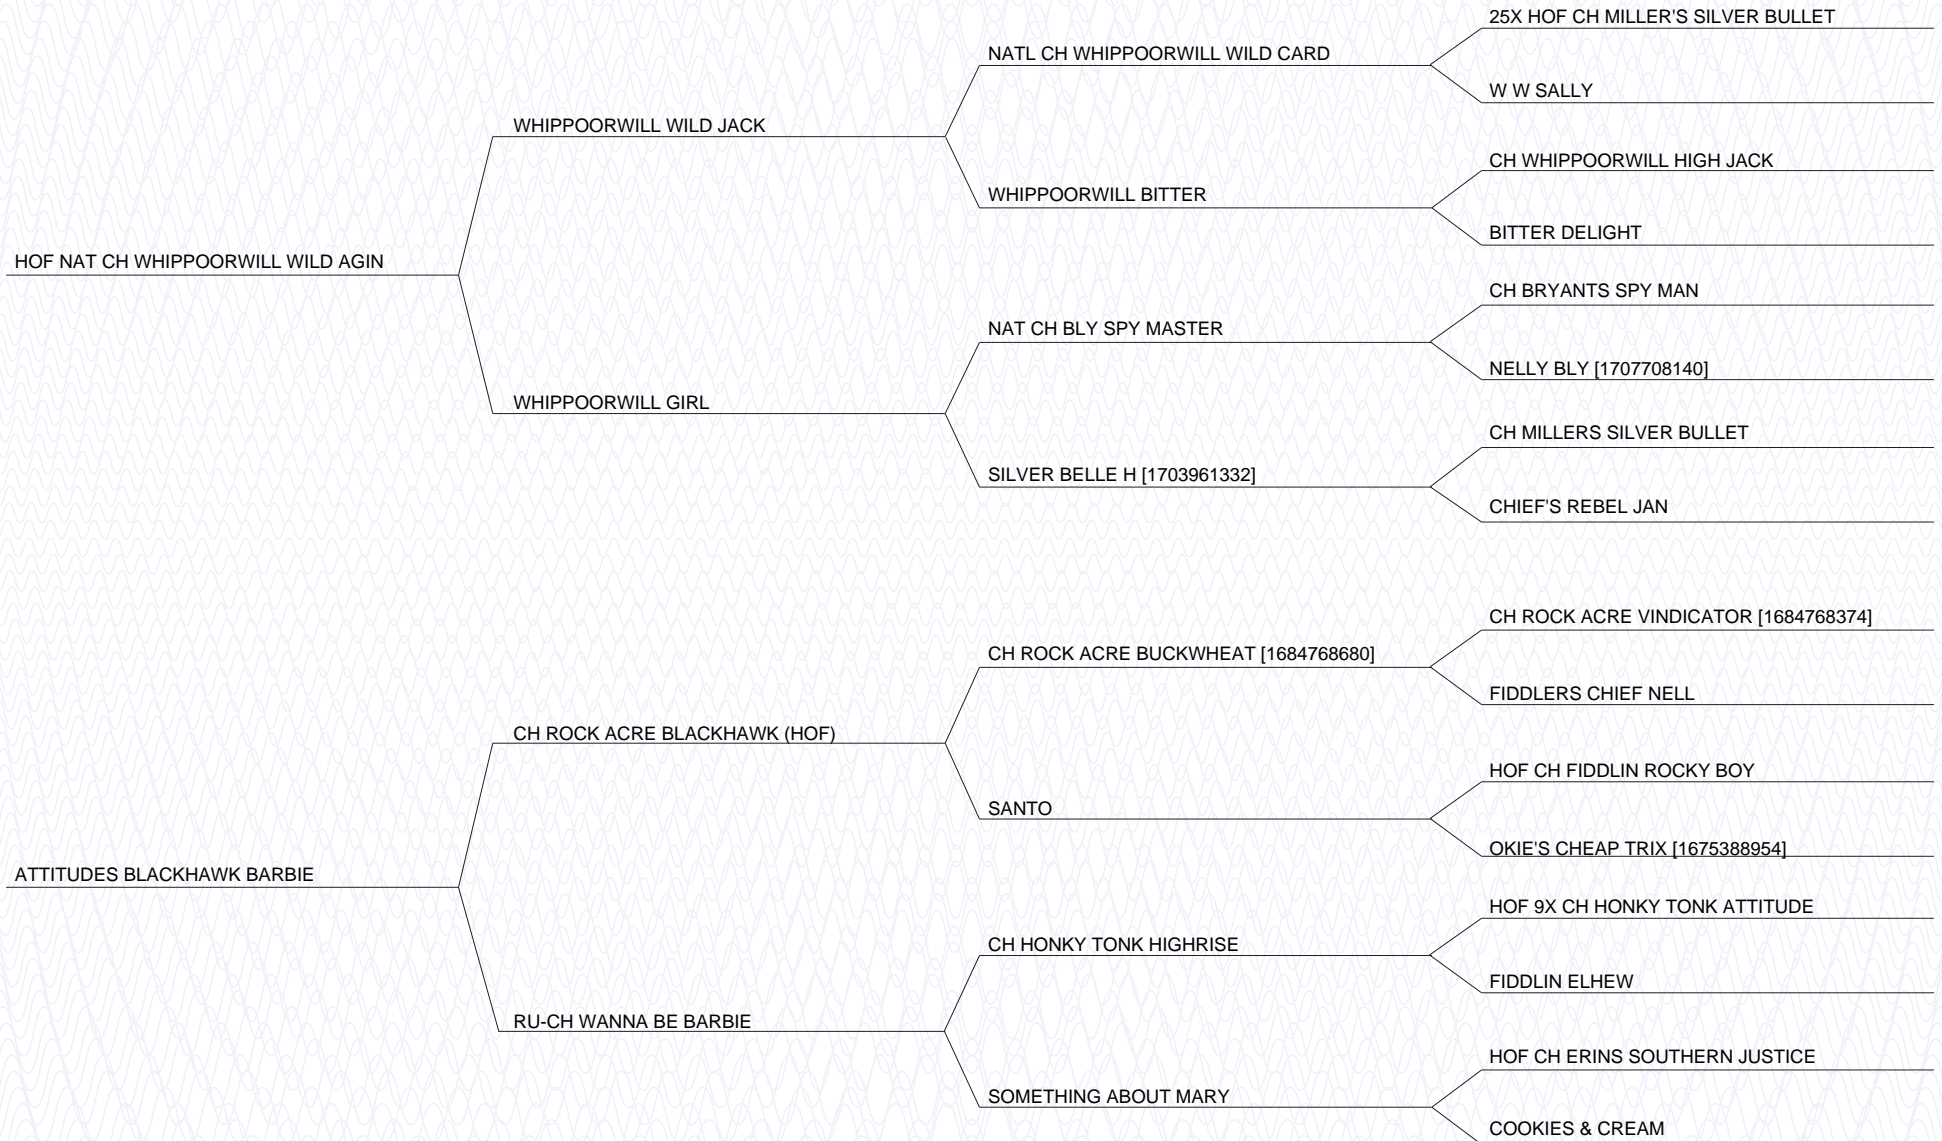 25X HOF CH MILLER'S SILVER BULLET
NATL CH WHIPPOORWILL WILD CARD
W W SALLY
WHIPPOORWILL WILD JACK
CH WHIPPOORWILL HIGH JACK
WHIPPOORWILL BITTER
BITTER DELIGHT
HOF NAT CH WHIPPOORWILL WILD AGIN
CH BRYANTS SPY MAN
NAT CH BLY SPY MASTER
NELLY BLY [1707708140]
WHIPPOORWILL GIRL
CH MILLERS SILVER BULLET
SILVER BELLE H [1703961332]
CHIEF'S REBEL JAN
CH ROCK ACRE VINDICATOR [1684768374]
CH ROCK ACRE BUCKWHEAT [1684768680]
FIDDLERS CHIEF NELL
CH ROCK ACRE BLACKHAWK (HOF)
HOF CH FIDDLIN ROCKY BOY
SANTO
OKIE'S CHEAP TRIX [1675388954]
ATTITUDES BLACKHAWK BARBIE
HOF 9X CH HONKY TONK ATTITUDE
CH HONKY TONK HIGHRISE
FIDDLIN ELHEW
RU-CH WANNA BE BARBIE
HOF CH ERINS SOUTHERN JUSTICE
SOMETHING ABOUT MARY
COOKIES & CREAM